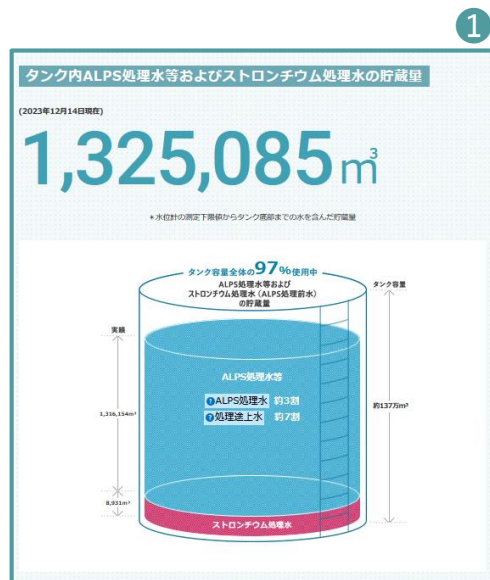 1
タンク内ALPS処理水等およびストロンチウム処理水の貯蔵量
(2023年12月14日現在)
1,325,085m³
*水位計の測定下限値からタンク底部までの水を含んだ貯蔵量
タンク容量全体の97%使用中
ALPS処理水等および
ストロンチウム処理水(ALPS処理前水)
の貯蔵量
タンク容量
実績
ALPS処理水等
?ALPS処理水 約3割
1,316,154m³
約137万m³
?処理途上水 約7割
8,931m³
ストロンチウム処理水